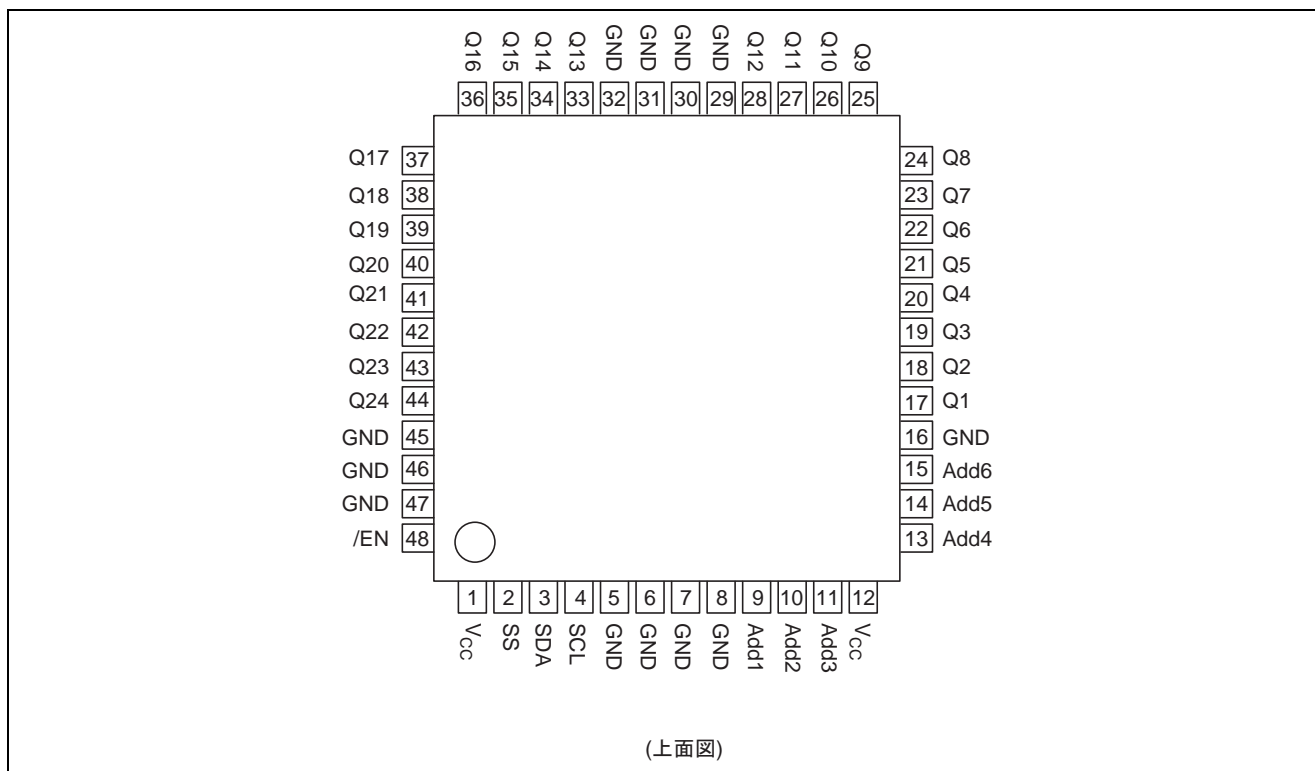 Q16 Q15 Q14 Q13 GND GND GND GND Q12 Q11 Q10 Q9
36 35 34 33 32 31 30 29 28 27 26 25
Q17 37 24 Q8
Q18 38 23 Q7
Q19 39 22 Q6
Q20 40 21 Q5
Q21 41 20 Q4
Q22 42 19 Q3
Q23 43 18 Q2
Q24 44 17 Q1
GND 45 16 GND
GND 46 15 Add6
GND 47 14 Add5
/EN 48 13 Add4
1 2 3 4 5 6 7 8 9 10 11 12
VCC SS SDA SCL GND GND GND GND Add1 Add2 Add3 VCC
(上面図)